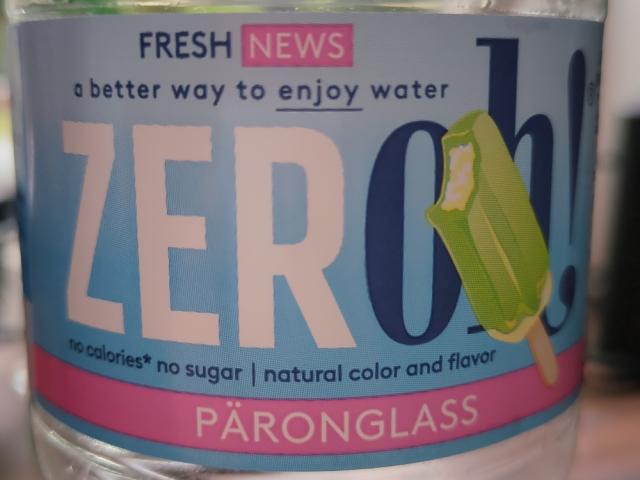 FRESH NEWS
a better way to enjoy water
ZERoh!
no calories* no sugar | natural color and flavor
PÄRONGLASS